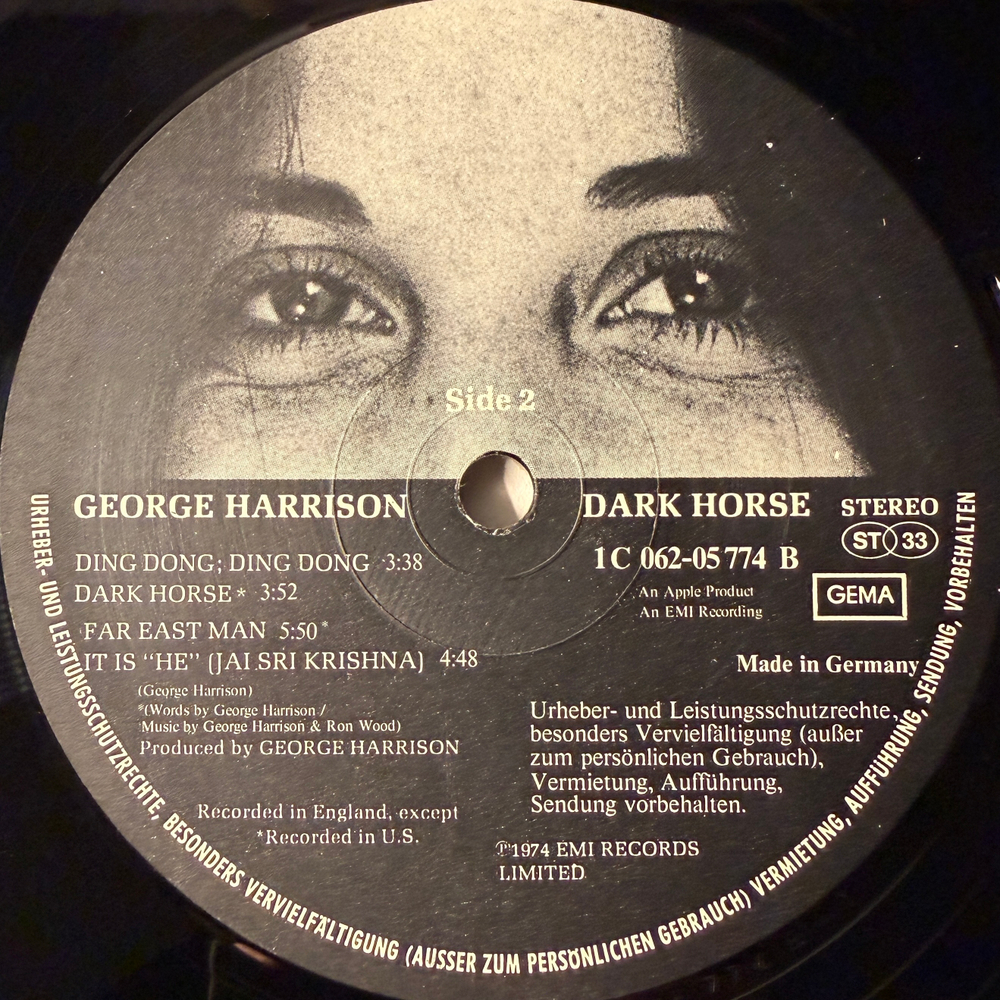 Side 2
GEORGE HARRISON
DARK HORSE
STEREO
ST 33
DING DONG; DING DONG 3:38
DARK HORSE* 3:52
FAR EAST MAN 5:50*
IT IS “HE” (JAI SRI KRISHNA) 4:48
(George Harrison)
*(Words by George Harrison /
Music by George Harrison & Ron Wood)
Produced by GEORGE HARRISON
Recorded in England, except
*Recorded in U.S.
1C 062-05 774 B
An Apple Product
An EMI Recording
GEMA
Made in Germany
Urheber- und Leistungsschutzrechte,
besonders Vervielfältigung (außer
zum persönlichen Gebrauch),
Vermietung, Aufführung,
Sendung vorbehalten.
℗1974 EMI RECORDS
LIMITED
URHEBER- UND LEISTUNGSSCHUTZRECHTE, BESONDERS VERVIELFÄLTIGUNG (AUSSER ZUM PERSÖNLICHEN GEBRAUCH) VERMIETUNG, AUFFÜHRUNG, SENDUNG, VORBEHALTEN